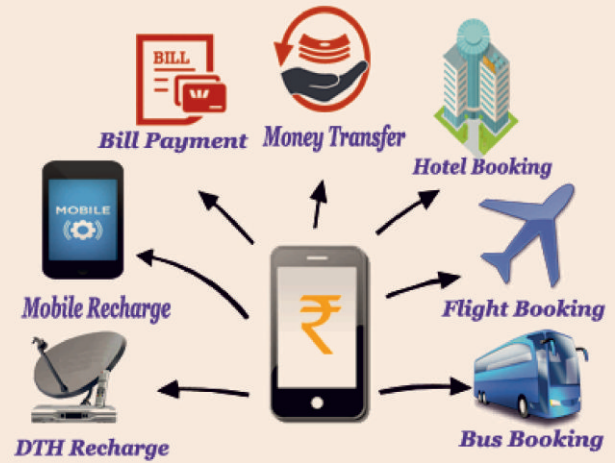 BILL
Bill Payment
Money Transfer
Hotel Booking
MOBILE
Mobile Recharge
₹
Flight Booking
DTH Recharge
Bus Booking